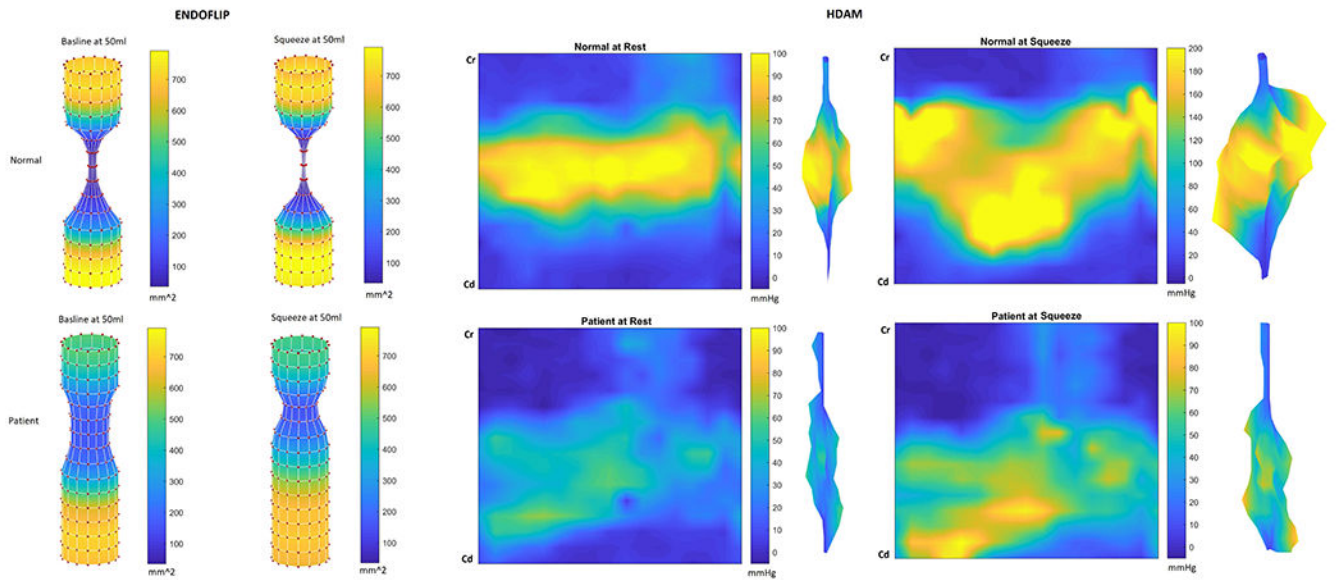 ENDOFLIP
HDAM
Basline at 50ml
Squeeze at 50ml
Normal at Rest
Normal at Squeeze
Normal
700
600
500
400
300
200
100
mm^2
700
600
500
400
300
200
100
mm^2
Cr
Cd
100
90
80
70
60
50
40
30
20
10
0
mmHg
Cr
Cd
200
180
160
140
120
100
80
60
40
20
0
mmHg
Basline at 50ml
Squeeze at 50ml
Patient at Rest
Patient at Squeeze
Patient
700
600
500
400
300
200
100
mm^2
700
600
500
400
300
200
100
mm^2
Cr
Cd
100
90
80
70
60
50
40
30
20
10
0
mmHg
Cr
Cd
100
90
80
70
60
50
40
30
20
10
0
mmHg